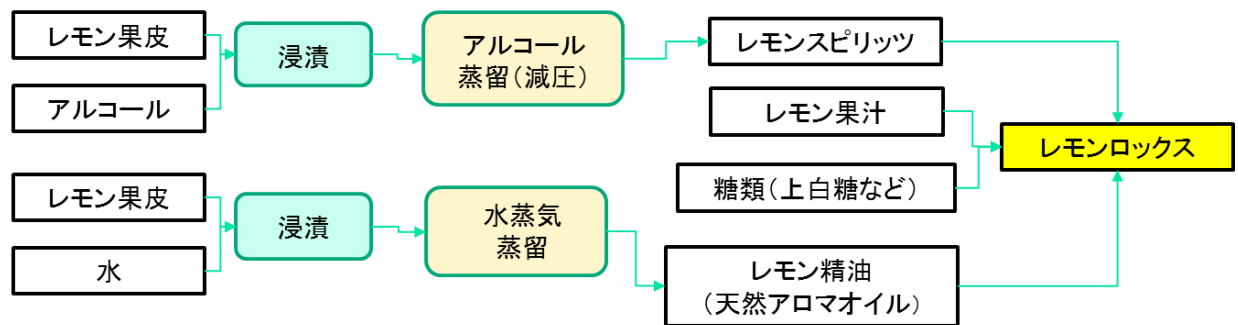 レモン果皮
アルコール
浸漬
アルコール
蒸留（減圧）
レモンスピリッツ
レモン果汁
糖類（上白糖など）
レモンロックス
レモン果皮
水
浸漬
水蒸気
蒸留
レモン精油
（天然アロマオイル）